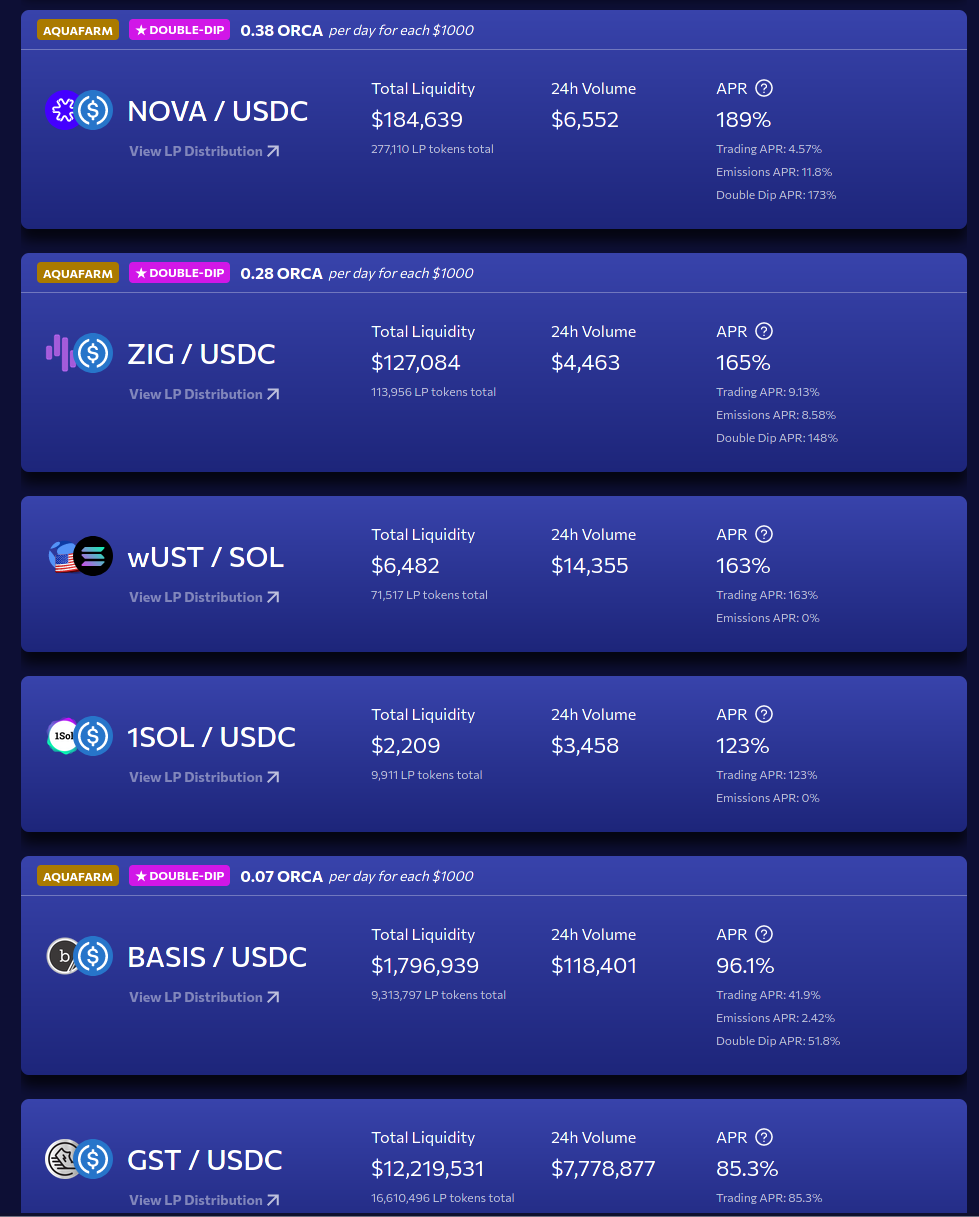 AQUAFARM ★ DOUBLE-DIP 0.38 ORCA per day for each $1000
NOVA / USDC
View LP Distribution
Total Liquidity
$184,639
277,110 LP tokens total
24h Volume
$6,552
APR ?
189%
Trading APR: 4.57%
Emissions APR: 11.8%
Double Dip APR: 173%
AQUAFARM ★ DOUBLE-DIP 0.28 ORCA per day for each $1000
ZIG / USDC
View LP Distribution
Total Liquidity
$127,084
113,956 LP tokens total
24h Volume
$4,463
APR ?
165%
Trading APR: 9.13%
Emissions APR: 8.58%
Double Dip APR: 148%
wUST / SOL
View LP Distribution
Total Liquidity
$6,482
71,517 LP tokens total
24h Volume
$14,355
APR ?
163%
Trading APR: 163%
Emissions APR: 0%
1Sol
1SOL / USDC
View LP Distribution
Total Liquidity
$2,209
9,911 LP tokens total
24h Volume
$3,458
APR ?
123%
Trading APR: 123%
Emissions APR: 0%
AQUAFARM ★ DOUBLE-DIP 0.07 ORCA per day for each $1000
b
BASIS / USDC
View LP Distribution
Total Liquidity
$1,796,939
9,313,797 LP tokens total
24h Volume
$118,401
APR ?
96.1%
Trading APR: 41.9%
Emissions APR: 2.42%
Double Dip APR: 51.8%
GST / USDC
View LP Distribution
Total Liquidity
$12,219,531
16,610,496 LP tokens total
24h Volume
$7,778,877
APR ?
85.3%
Trading APR: 85.3%